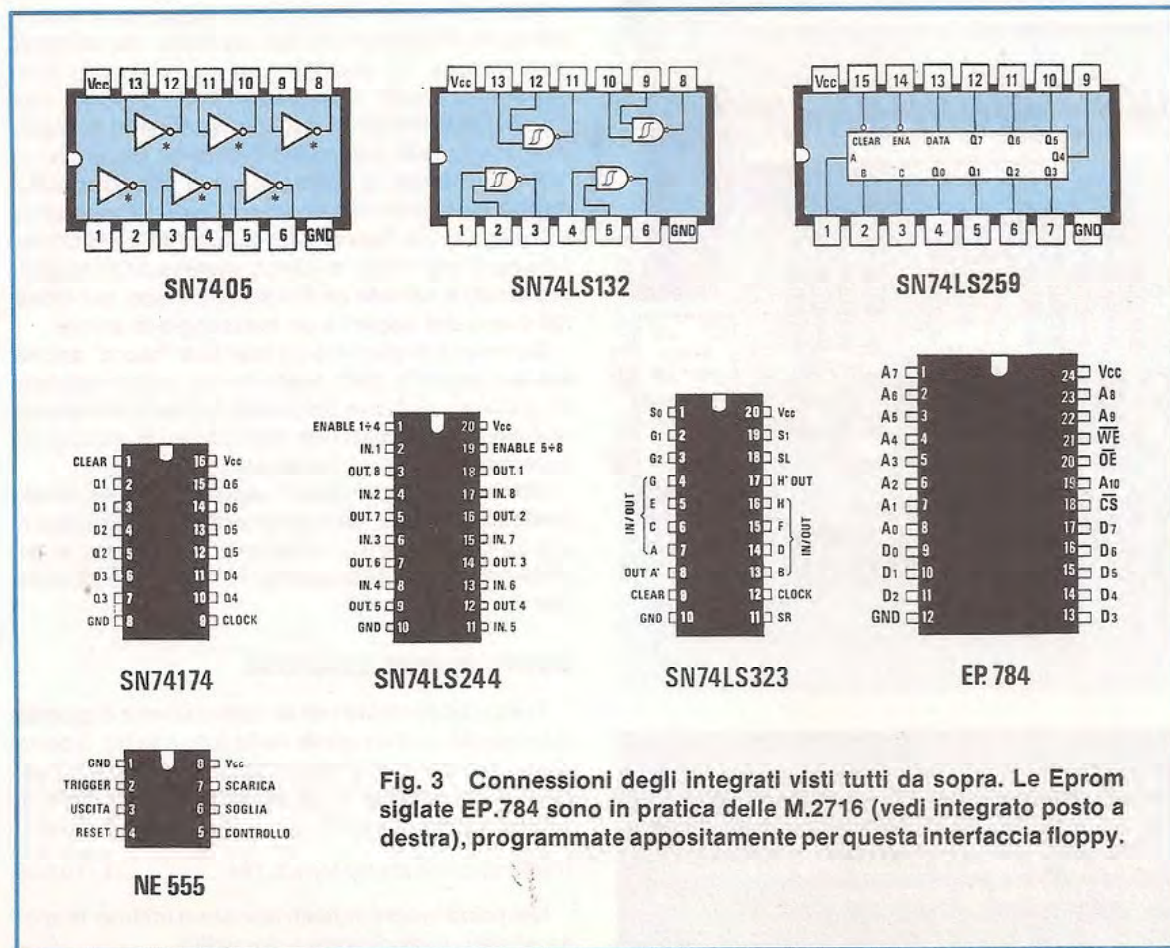 Vcc 13 12 11 10 9 8
* * *
* * *
1 2 3 4 5 6 GND
SN7405
Vcc 13 12 11 10 9 8
1 2 3 4 5 6 GND
SN74LS132
Vcc 15 14 13 12 11 10 9
CLEAR ENA DATA Q7 Q6 Q5
A Q4
B C Q0 Q1 Q2 Q3
1 2 3 4 5 6 7 GND
SN74LS259
CLEAR 1 16 Vcc
Q1 2 15 Q6
D1 3 14 D6
D2 4 13 D5
Q2 5 12 Q5
D3 6 11 D4
Q3 7 10 Q4
GND 8 9 CLOCK
SN74174
ENABLE 1÷4 1 20 Vcc
IN.1 2 19 ENABLE 5÷8
OUT.8 3 18 OUT.1
IN.2 4 17 IN.8
OUT.7 5 16 OUT.2
IN.3 6 15 IN.7
OUT.6 7 14 OUT.3
IN.4 8 13 IN.6
OUT.5 9 12 OUT.4
GND 10 11 IN.5
SN74LS244
S0 1 20 Vcc
G1 2 19 S1
G2 3 18 SL
G 4 17 H' OUT
E 5 16 H
C 6 15 F
A 7 14 D
OUT A' 8 13 B
CLEAR 9 12 CLOCK
GND 10 11 SR
IN/OUT
IN/OUT
SN74LS323
A7 1 24 Vcc
A6 2 23 A8
A5 3 22 A9
A4 4 21 WE
A3 5 20 OE
A2 6 19 A10
A1 7 18 CS
A0 8 17 D7
D0 9 16 D6
D1 10 15 D5
D2 11 14 D4
GND 12 13 D3
EP. 784
GND 1 8 Vcc
TRIGGER 2 7 SCARICA
USCITA 3 6 SOGLIA
RESET 4 5 CONTROLLO
NE 555
Fig. 3 Connessioni degli integrati visti tutti da sopra. Le Eprom
siglate EP.784 sono in pratica delle M.2716 (vedi integrato posto a
destra), programmate appositamente per questa interfaccia floppy.